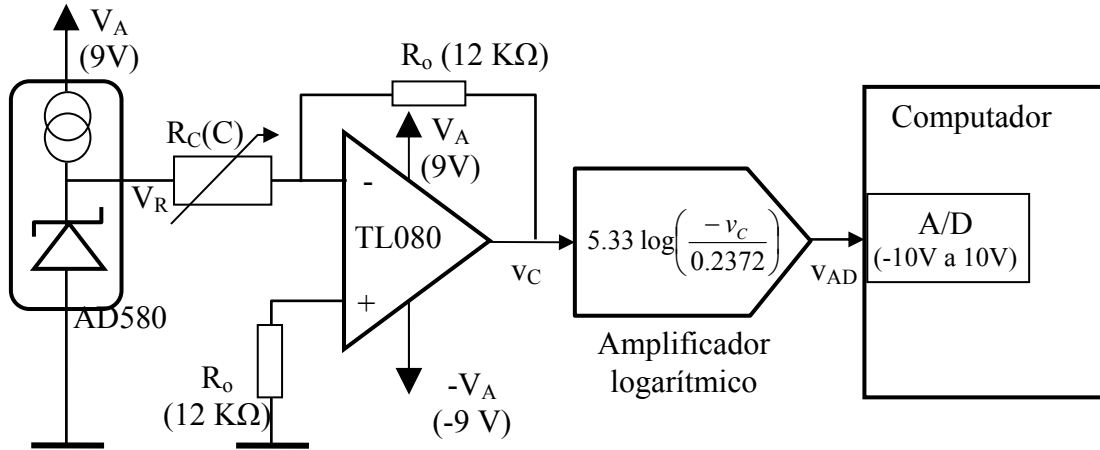 V_A
(9V)
R_o (12 KΩ)
R_C(C)
V_A
(9V)
Computador
V_R
-
TL080
5.33 log(-v_C / 0.2372)
A/D
(-10V a 10V)
v_C
v_AD
+
AD580
Amplificador
logarítmico
R_o
(12 KΩ)
-V_A
(-9 V)